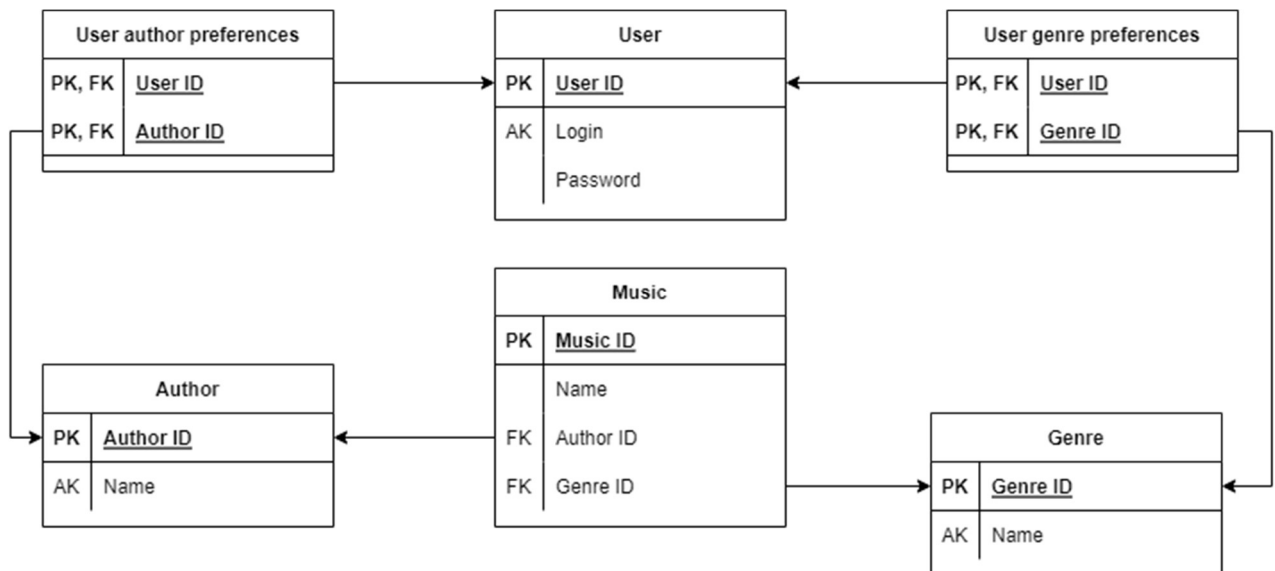 User author preferences
PK, FK User ID
PK, FK Author ID
User
PK User ID
AK Login
Password
User genre preferences
PK, FK User ID
PK, FK Genre ID
Music
PK Music ID
Name
FK Author ID
FK Genre ID
Author
PK Author ID
AK Name
Genre
PK Genre ID
AK Name